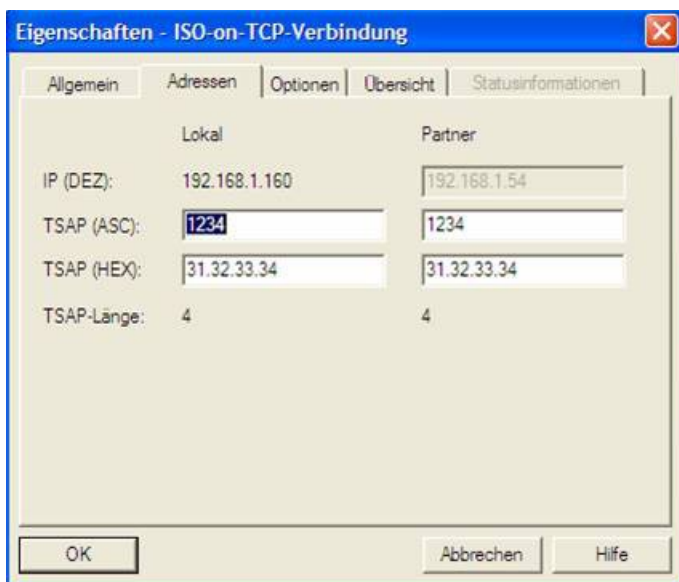 Eigenschaften - ISO-on-TCP-Verbindung
Allgemein Adressen Optionen Übersicht Statusinformationen
Lokal Partner
IP (DEZ): 192.168.1.160 192.168.1.54
TSAP (ASC): 1234 1234
TSAP (HEX): 31.32.33.34 31.32.33.34
TSAP-Länge: 4 4
OK Abbrechen Hilfe